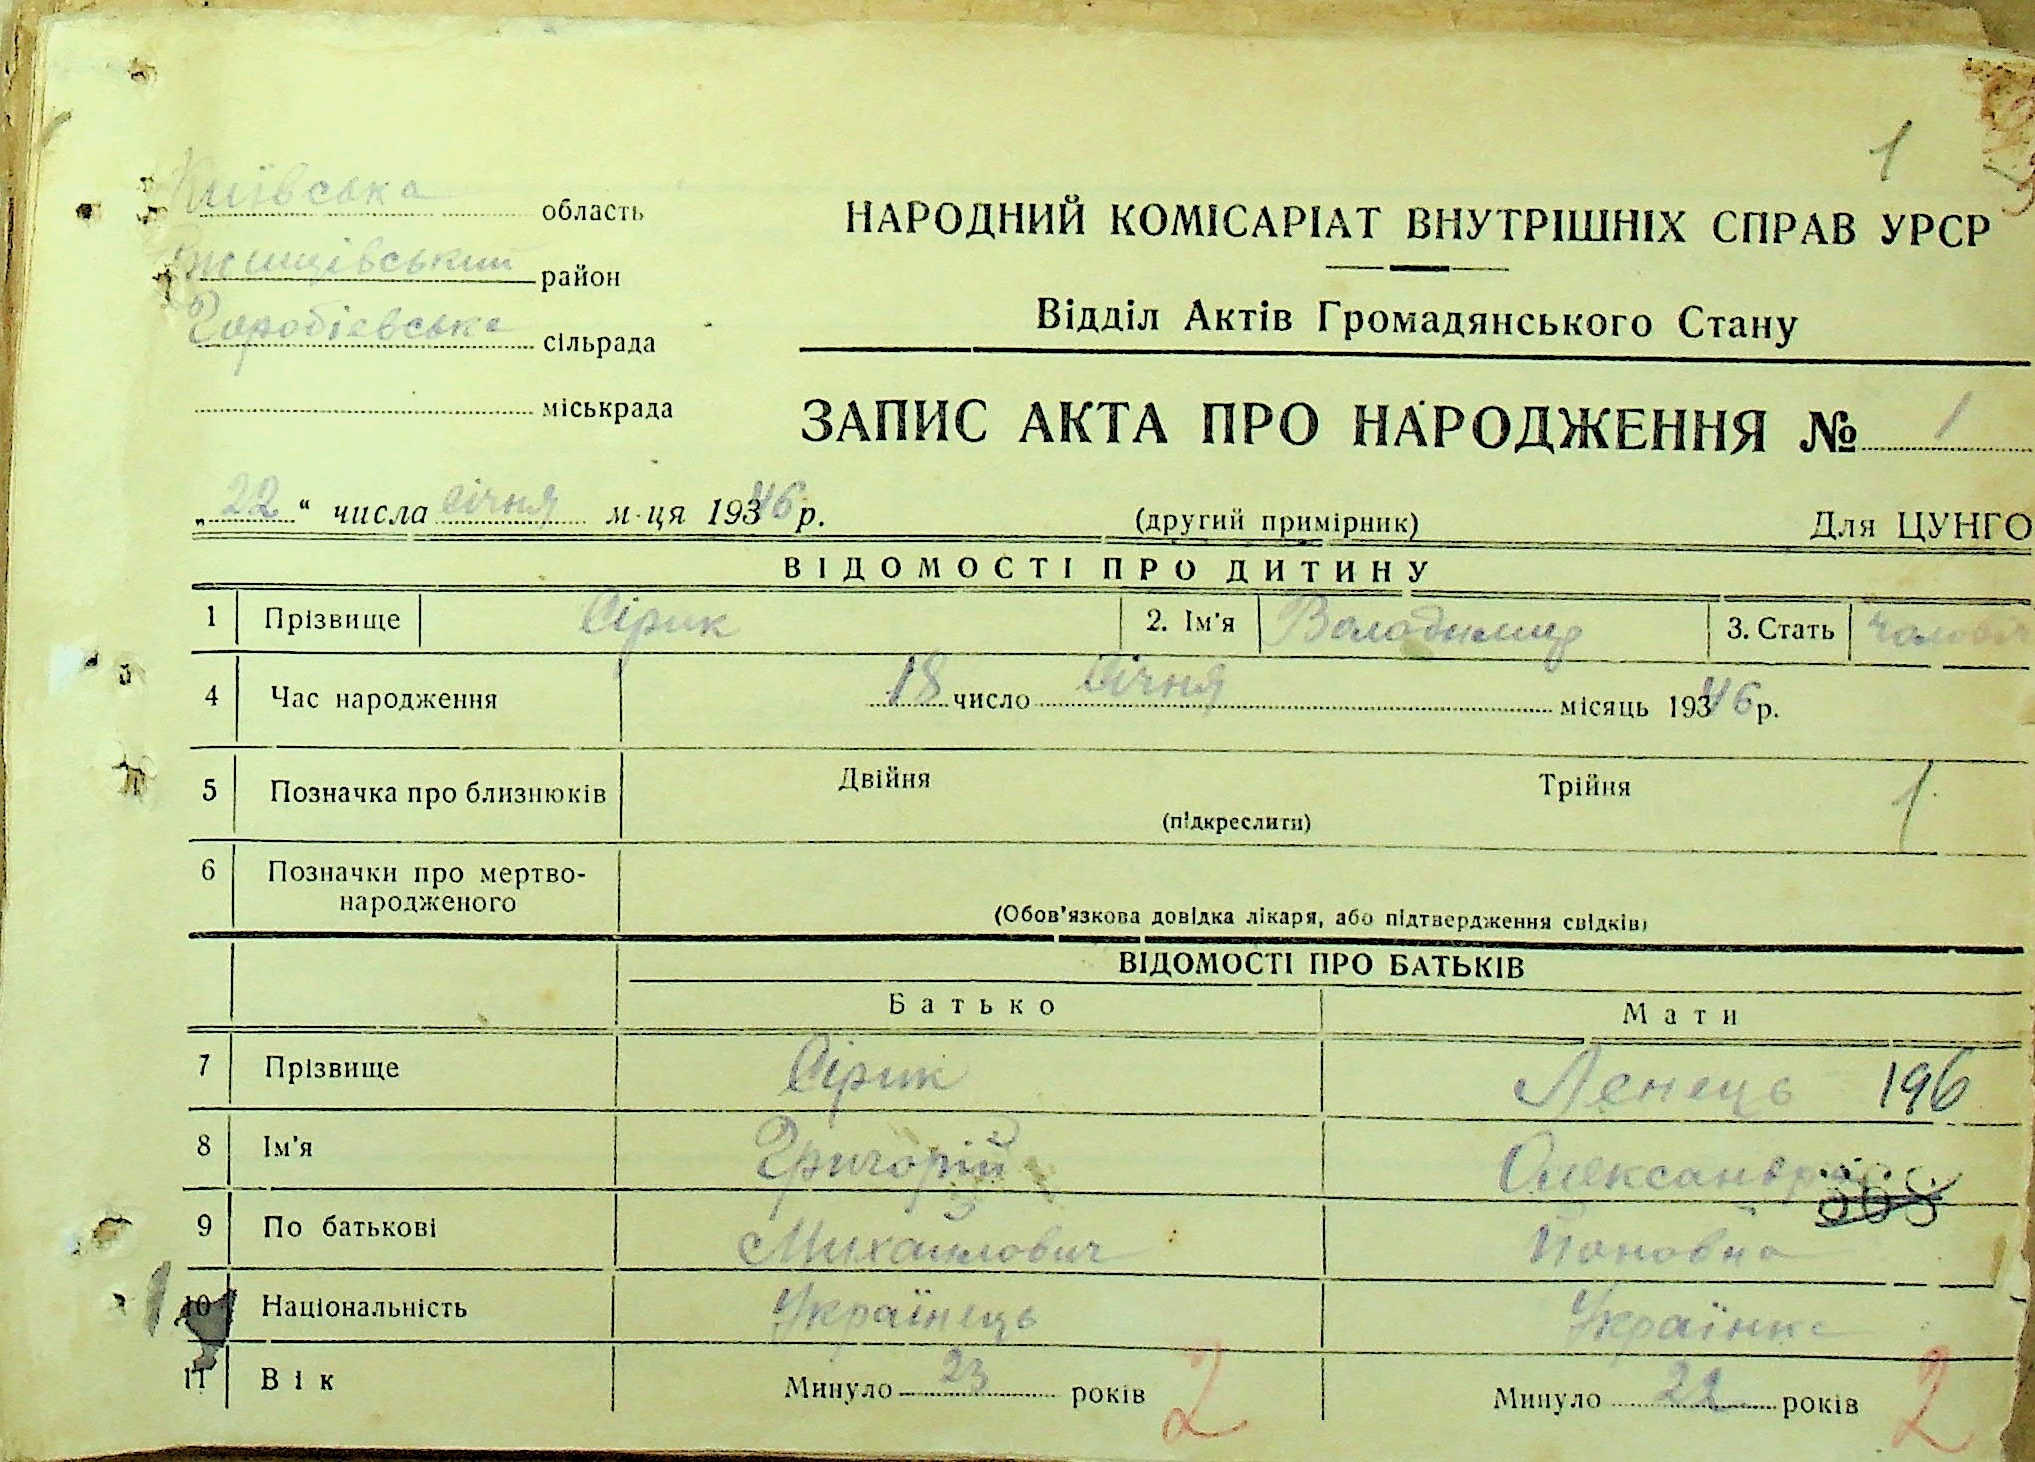 1
Київська область
НАРОДНИЙ КОМІСАРІАТ ВНУТРІШНІХ СПРАВ УРСР
район
Відділ Актів Громадянського Стану
сільрада
міськрада
ЗАПИС АКТА ПРО НАРОДЖЕННЯ № 1
„22“ числа січня м-ця 19346 р. (другий примірник) Для ЦУНГО
ВІДОМОСТІ ПРО ДИТИНУ
1 Прізвище Сірик 2. Ім'я Володимир 3. Стать
4 Час народження 18 число Січня місяць 19346 р.
5 Позначка про близнюків Двійня Трійня 1
(підкреслити)
6 Позначки про мертво-
народженого
(Обов'язкова довідка лікаря, або підтвердження свідків)
ВІДОМОСТІ ПРО БАТЬКІВ
Батько Мати
7 Прізвище Сірик Ленець 196
8 Ім'я Григорій Олександра
9 По батькові Михайлович
10 Національність Українець Українка
11 Вік Минуло 23 років 2 Минуло 22 років 2